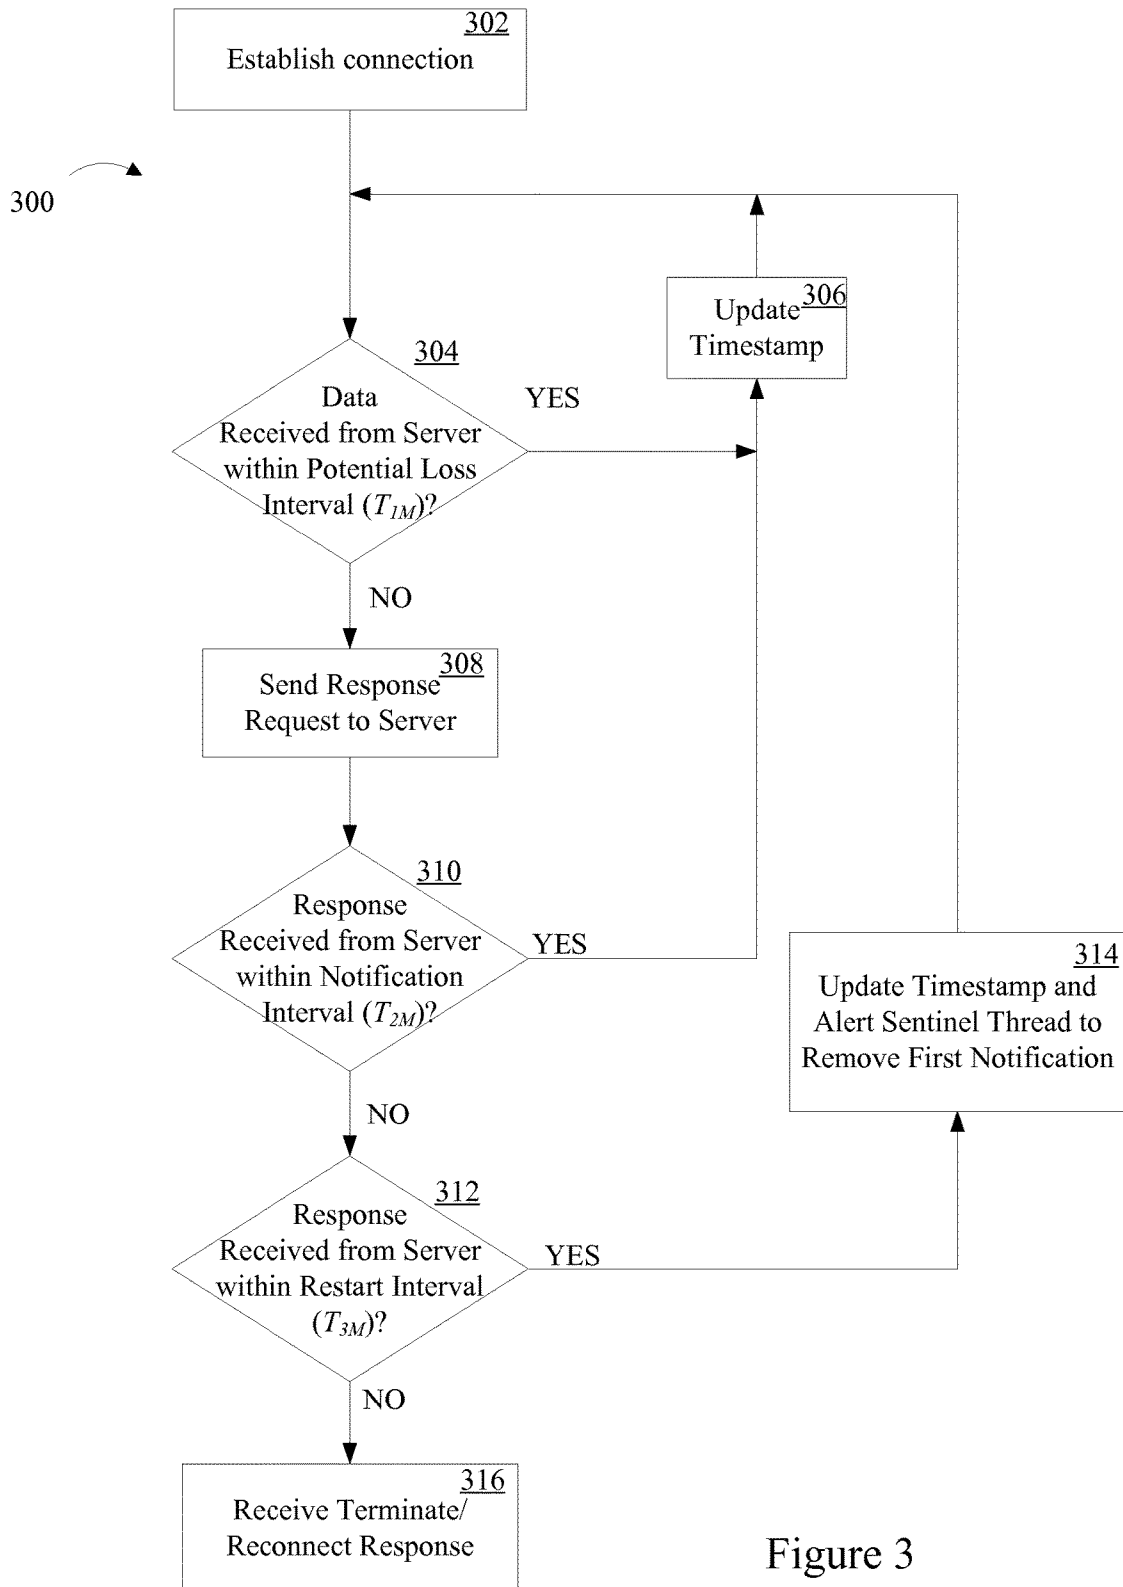 302
Establish connection
300
306
Update
Timestamp
304
Data
Received from Server
within Potential Loss
Interval (T1M)?
YES
NO
308
Send Response
Request to Server
310
Response
Received from Server
within Notification
Interval (T2M)?
YES
NO
314
Update Timestamp and
Alert Sentinel Thread to
Remove First Notification
312
Response
Received from Server
within Restart Interval
(T3M)?
YES
NO
316
Receive Terminate/
Reconnect Response
Figure 3